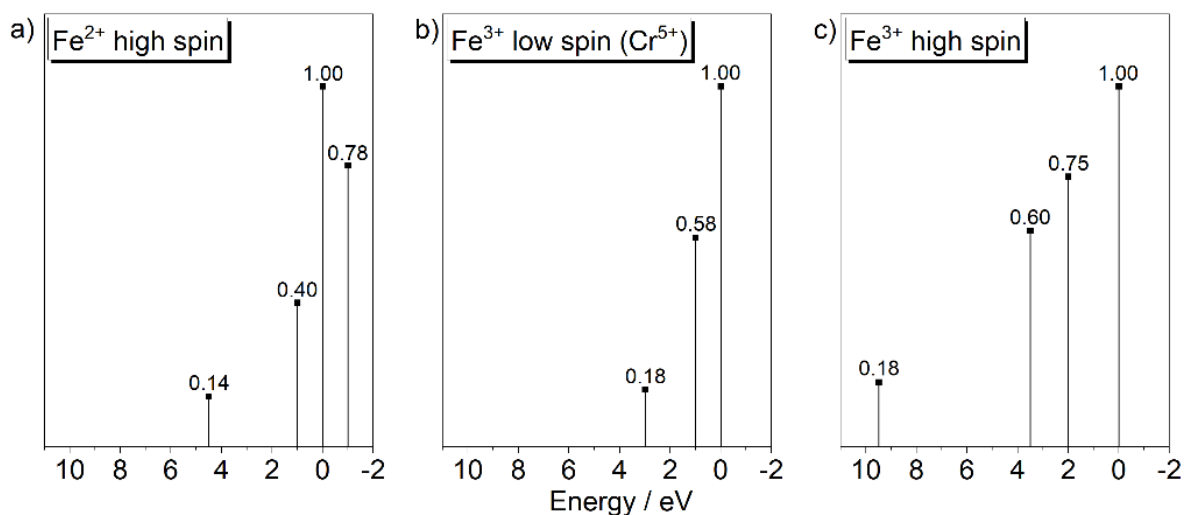 a) Fe²⁺ high spin
1.00
0.78
0.40
0.14
10 8 6 4 2 0 -2
b) Fe³⁺ low spin (Cr⁵⁺)
1.00
0.58
0.18
10 8 6 4 2 0 -2
Energy / eV
c) Fe³⁺ high spin
1.00
0.75
0.60
0.18
10 8 6 4 2 0 -2